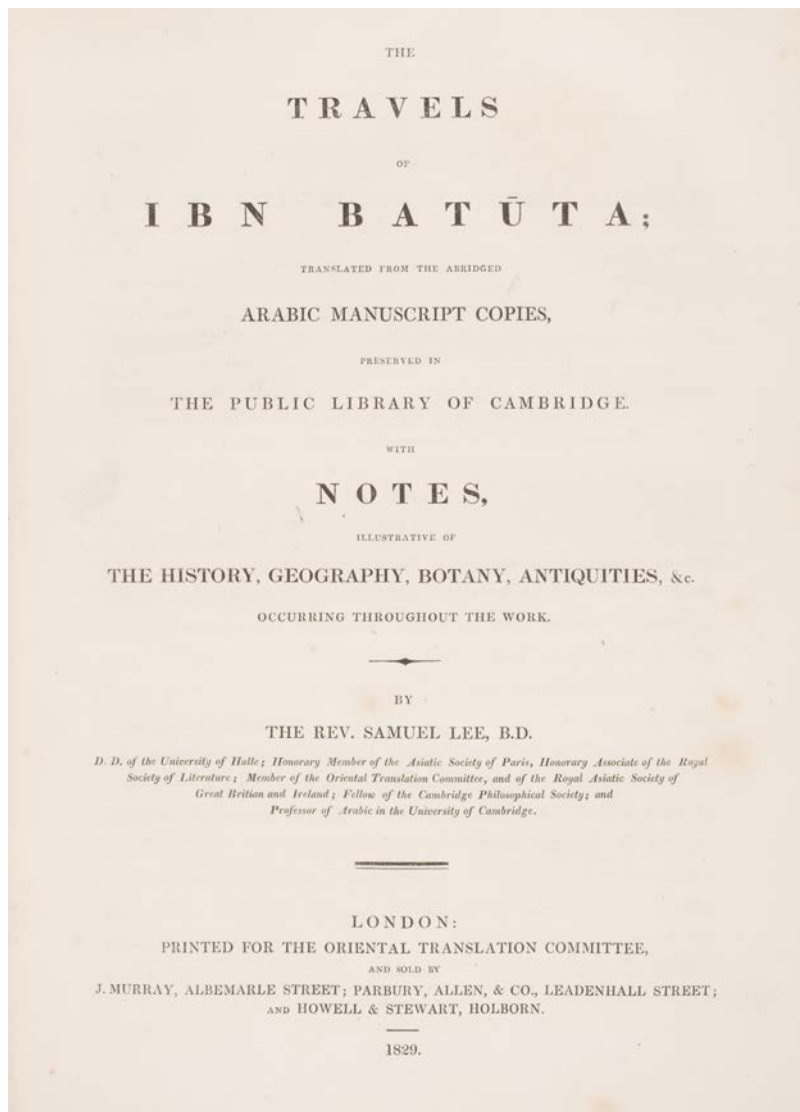 THE
TRAVELS
OF
IBN BATŪTA;
TRANSLATED FROM THE ABRIDGED
ARABIC MANUSCRIPT COPIES,
PRESERVED IN
THE PUBLIC LIBRARY OF CAMBRIDGE.
WITH
NOTES,
ILLUSTRATIVE OF
THE HISTORY, GEOGRAPHY, BOTANY, ANTIQUITIES, &c.
OCCURRING THROUGHOUT THE WORK.
BY
THE REV. SAMUEL LEE, B.D.
D. D. of the University of Halle; Honorary Member of the Asiatic Society of Paris, Honorary Associate of the Royal
Society of Literature; Member of the Oriental Translation Committee, and of the Royal Asiatic Society of
Great Britian and Ireland; Fellow of the Cambridge Philosophical Society; and
Professor of Arabic in the University of Cambridge.
LONDON:
PRINTED FOR THE ORIENTAL TRANSLATION COMMITTEE,
AND SOLD BY
J. MURRAY, ALBEMARLE STREET; PARBURY, ALLEN, & CO., LEADENHALL STREET;
AND HOWELL & STEWART, HOLBORN.
1829.